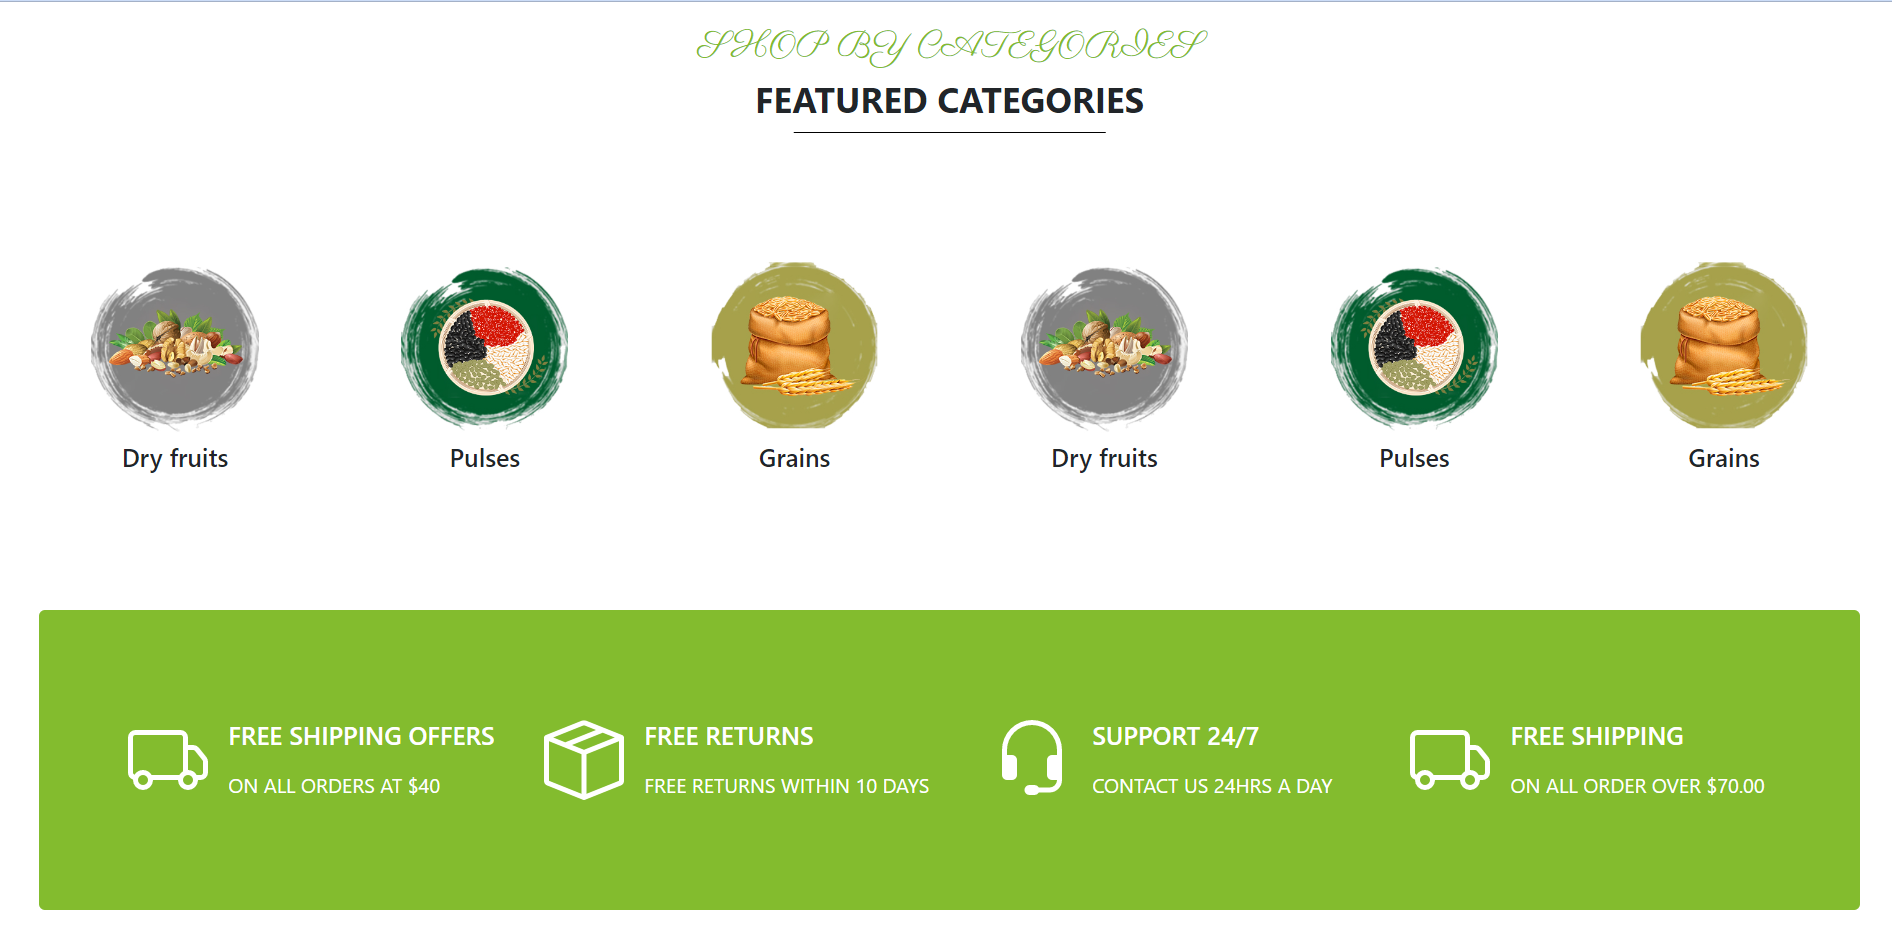 SHOP BY CATEGORIES
FEATURED CATEGORIES
Dry fruits
Pulses
Grains
Dry fruits
Pulses
Grains
FREE SHIPPING OFFERS
ON ALL ORDERS AT $40
FREE RETURNS
FREE RETURNS WITHIN 10 DAYS
SUPPORT 24/7
CONTACT US 24HRS A DAY
FREE SHIPPING
ON ALL ORDER OVER $70.00